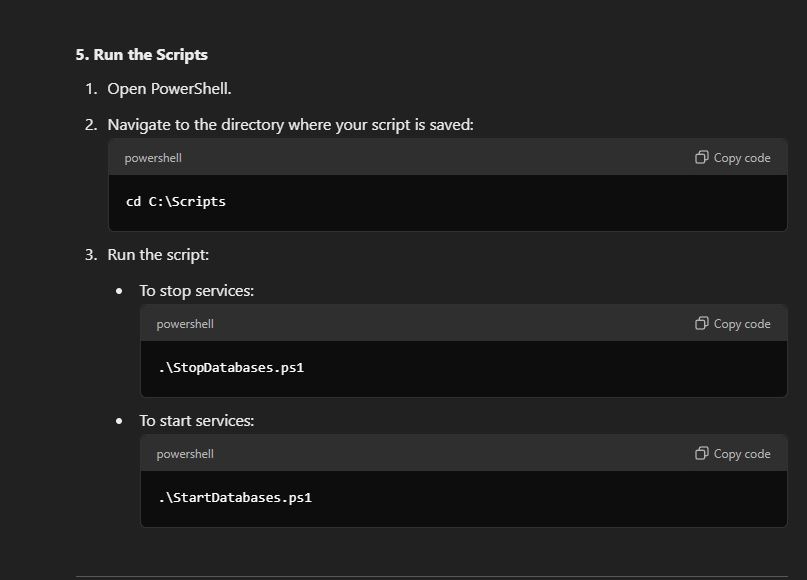 5. Run the Scripts
1. Open PowerShell.
2. Navigate to the directory where your script is saved:
powershell Copy code
cd C:\Scripts
3. Run the script:
• To stop services:
powershell Copy code
.\StopDatabases.ps1
• To start services:
powershell Copy code
.\StartDatabases.ps1